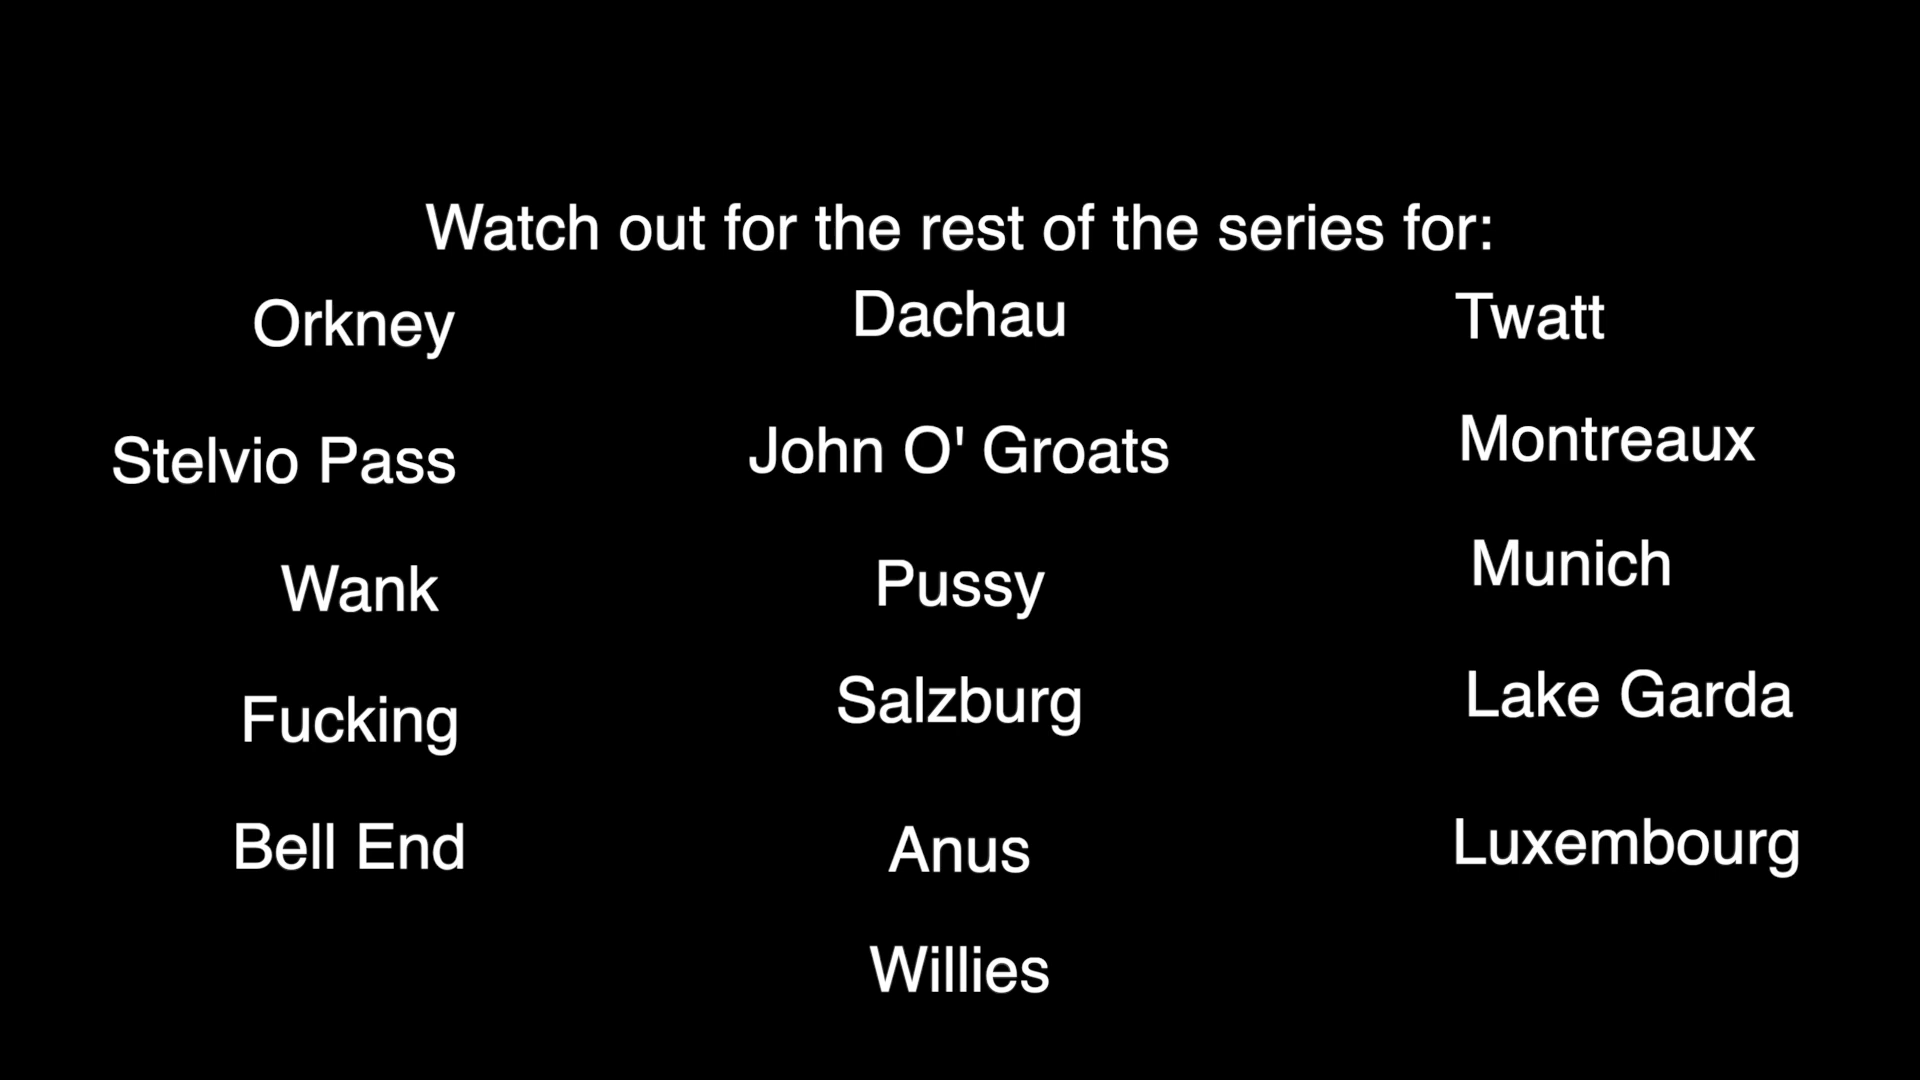 Watch out for the rest of the series for:
Orkney Dachau Twatt
Stelvio Pass John O' Groats Montreaux
Wank Pussy Munich
Fucking Salzburg Lake Garda
Bell End Anus Luxembourg
Willies